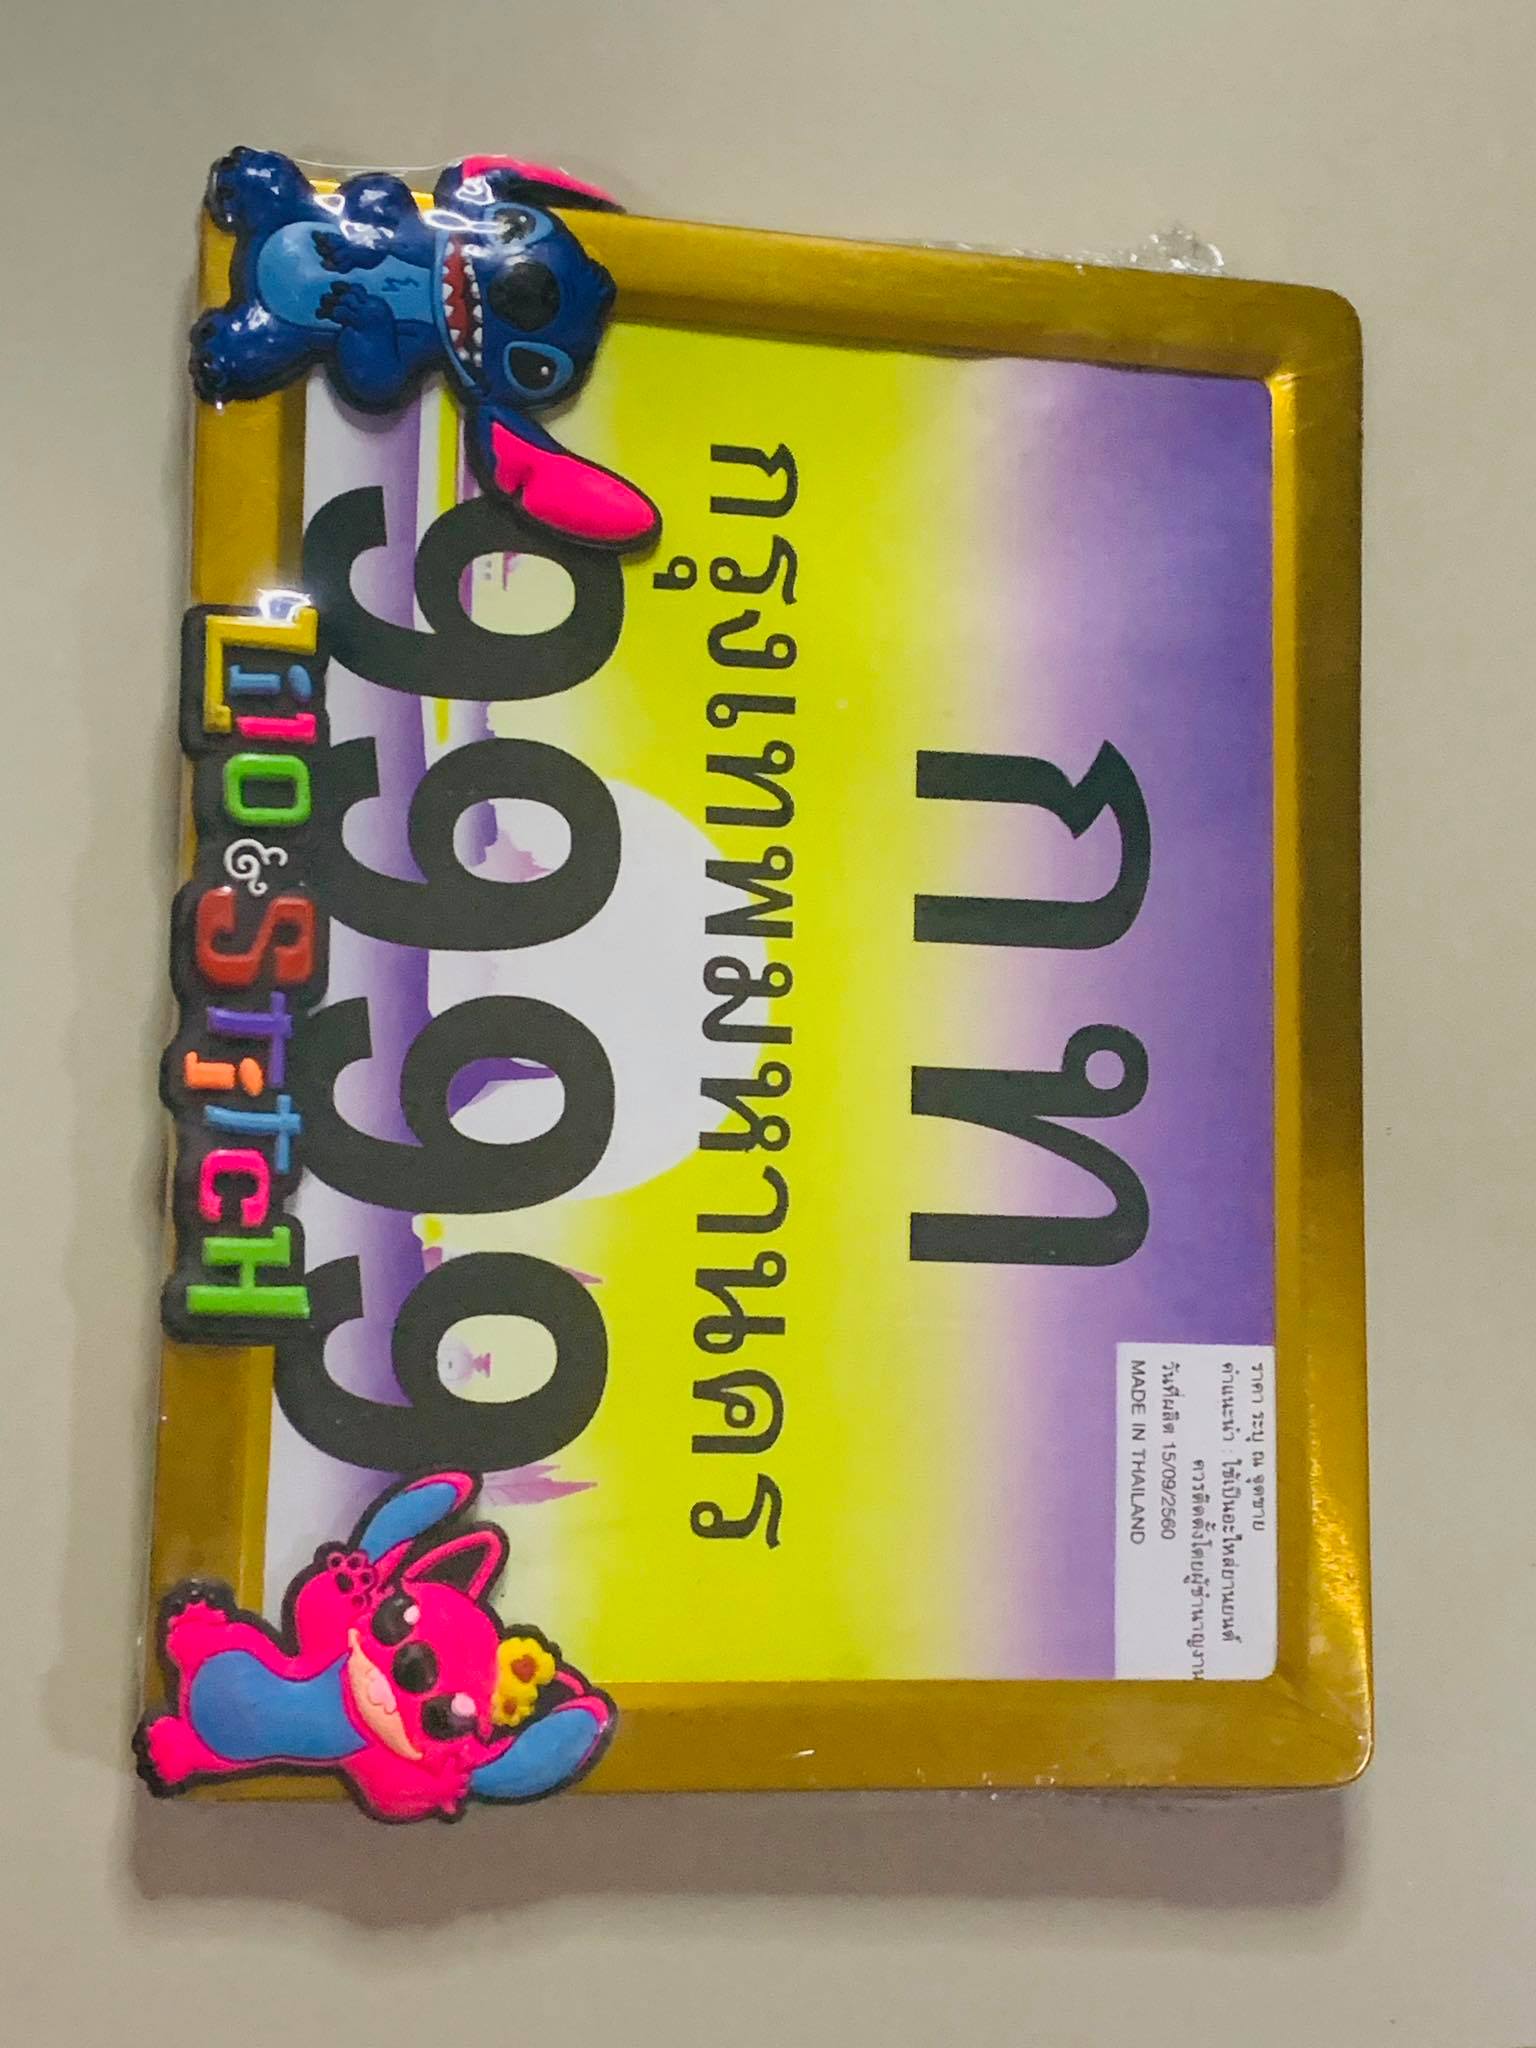 กท
กรุงเทพมหานคร
9999
Lilo & StitcH
ราคา ระบุ ณ จุดขาย
คำแนะนำ : ใช้เป็นอะไหล่ยานยนต์
ควรติดตั้งโดยผู้ชำนาญงาน
วันที่ผลิต 15/09/2560
MADE IN THAILAND